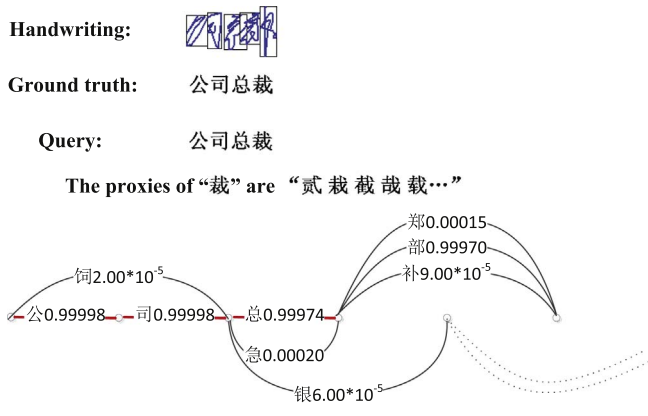 Handwriting:
Ground truth: 公司总裁
Query: 公司总裁
The proxies of “裁” are “贰 栽 截 哉 载…”
郑0.00015
部0.99970
补9.00*10-5
饲2.00*10-5
公0.99998 司0.99998 总0.99974
急0.00020
银6.00*10-5